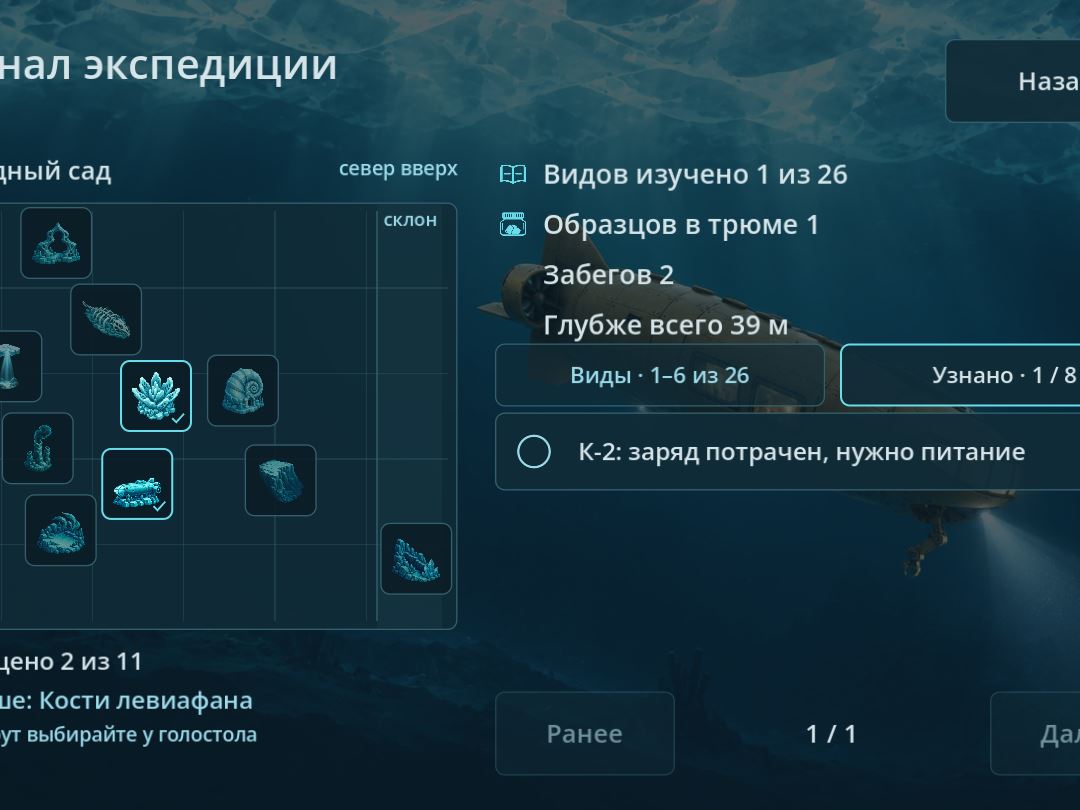 нал экспедиции
Наза
дный сад
север вверх
склон
Видов изучено 1 из 26
Образцов в трюме 1
Забегов 2
Глубже всего 39 м
Виды · 1–6 из 26
Узнано · 1 / 8
К-2: заряд потрачен, нужно питание
цено 2 из 11
ше: Кости левиафана
ут выбирайте у голостола
Ранее
1 / 1
Дал